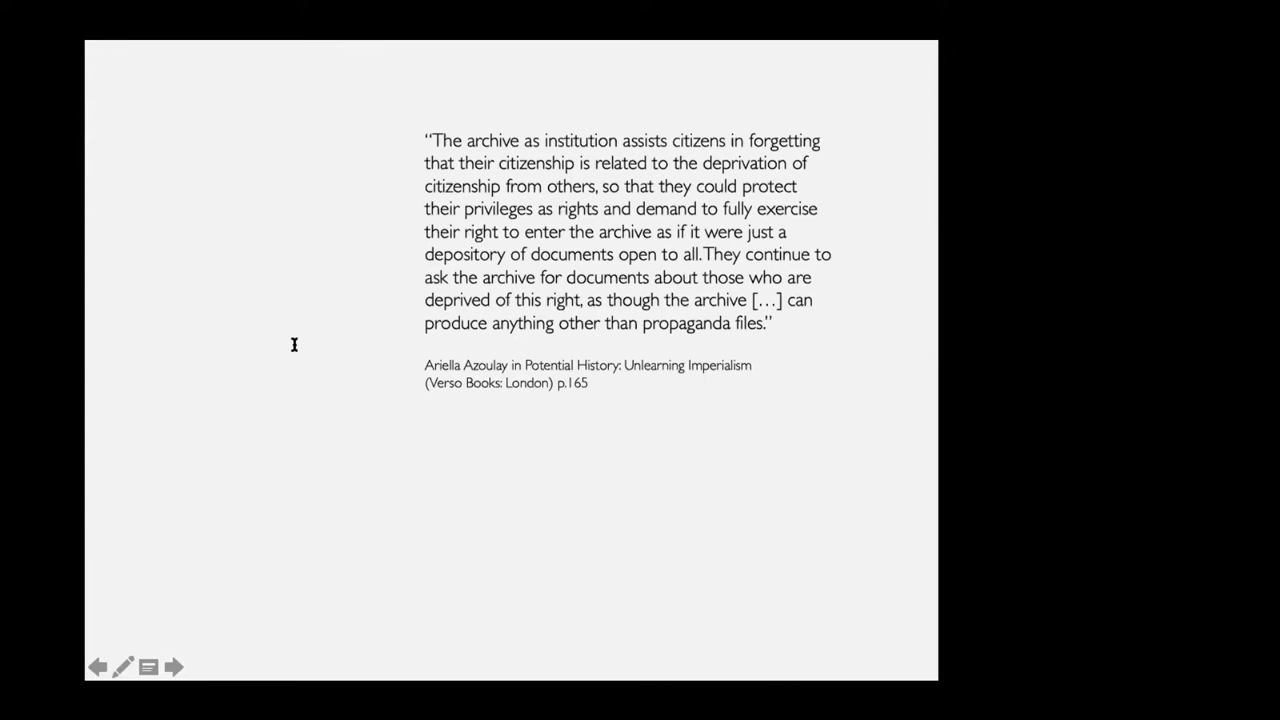 “The archive as institution assists citizens in forgetting
that their citizenship is related to the deprivation of
citizenship from others, so that they could protect
their privileges as rights and demand to fully exercise
their right to enter the archive as if it were just a
depository of documents open to all. They continue to
ask the archive for documents about those who are
deprived of this right, as though the archive […] can
produce anything other than propaganda files.”
Ariella Azoulay in Potential History: Unlearning Imperialism
(Verso Books: London) p.165